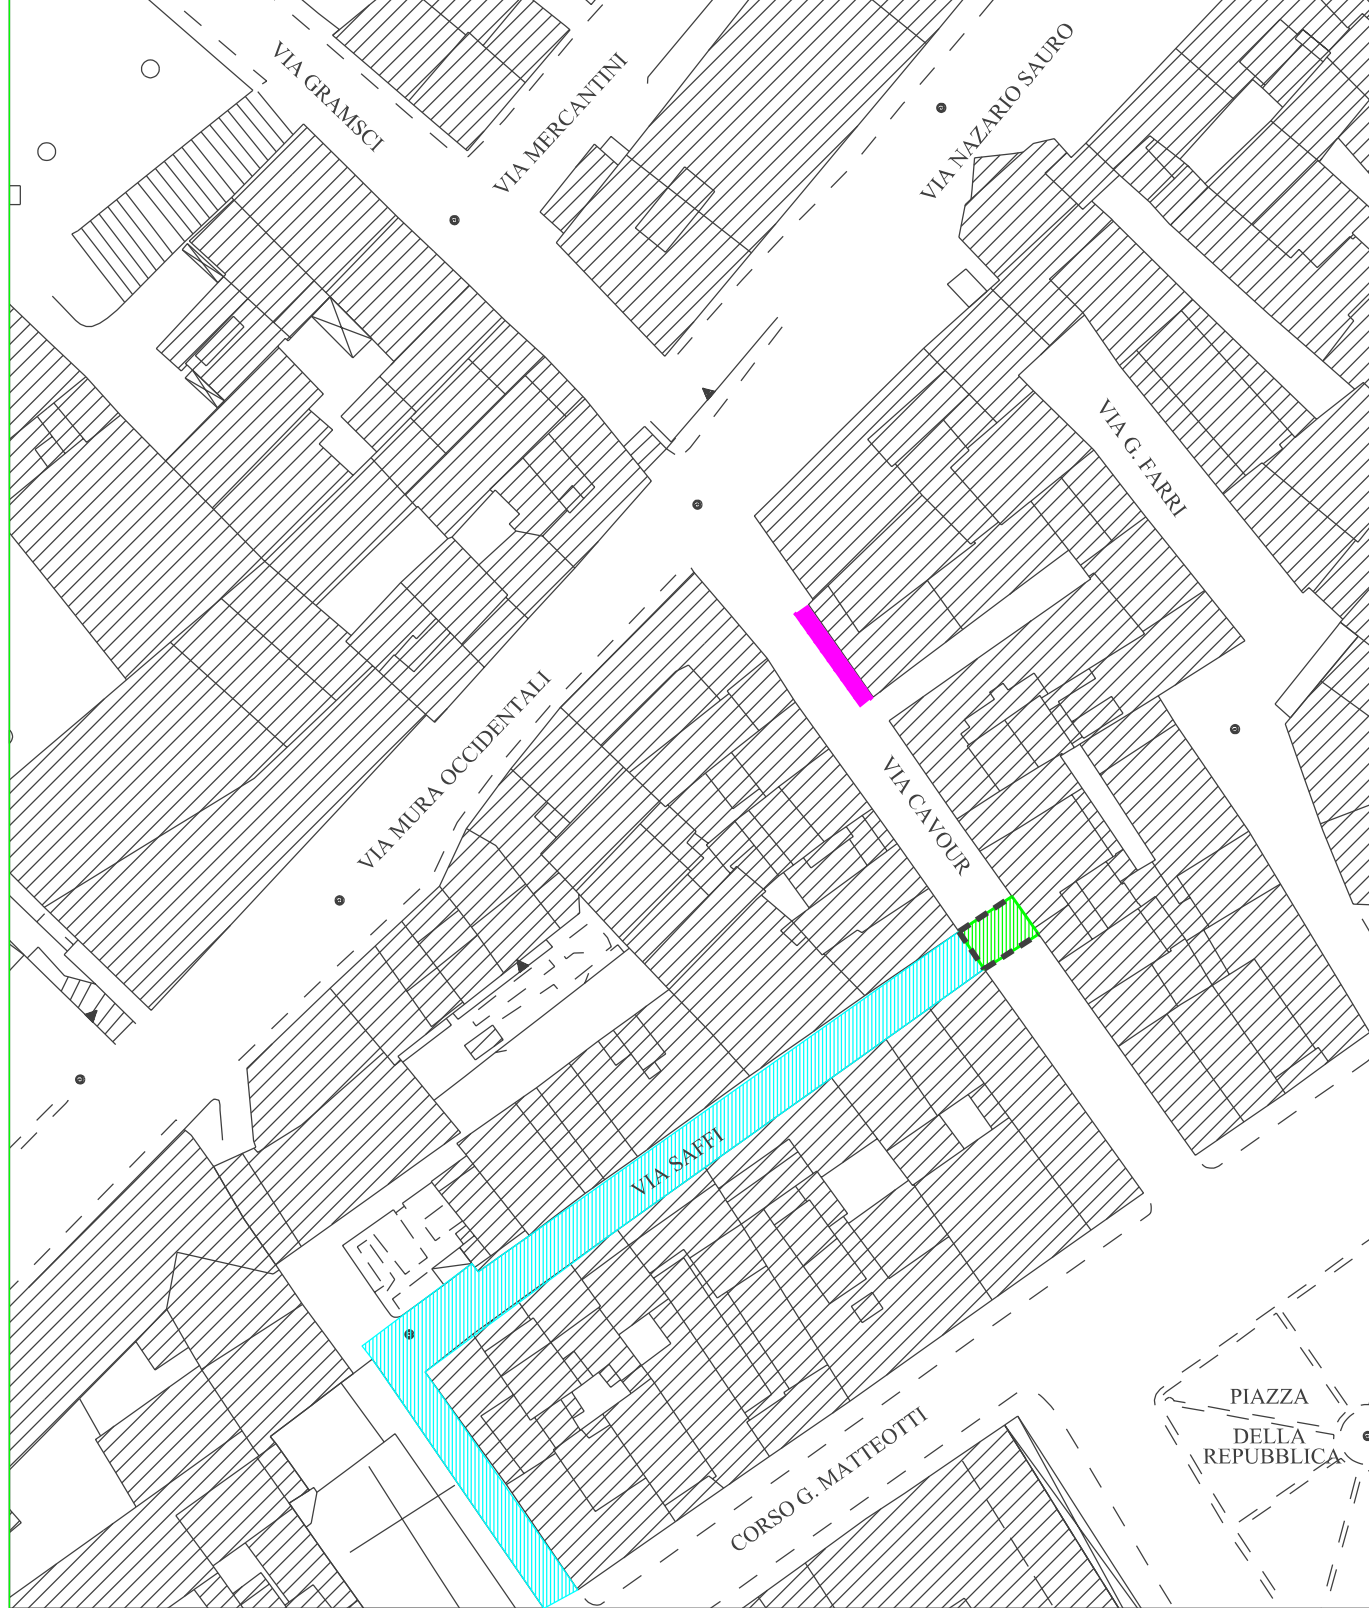 VIA GRAMSCI
VIA MERCANTINI
VIA NAZARIO SAURO
VIA G. FARRI
VIA MURA OCCIDENTALI
VIA CAVOUR
VIA SAFFI
CORSO G. MATTEOTTI
PIAZZA
DELLA
REPUBBLICA